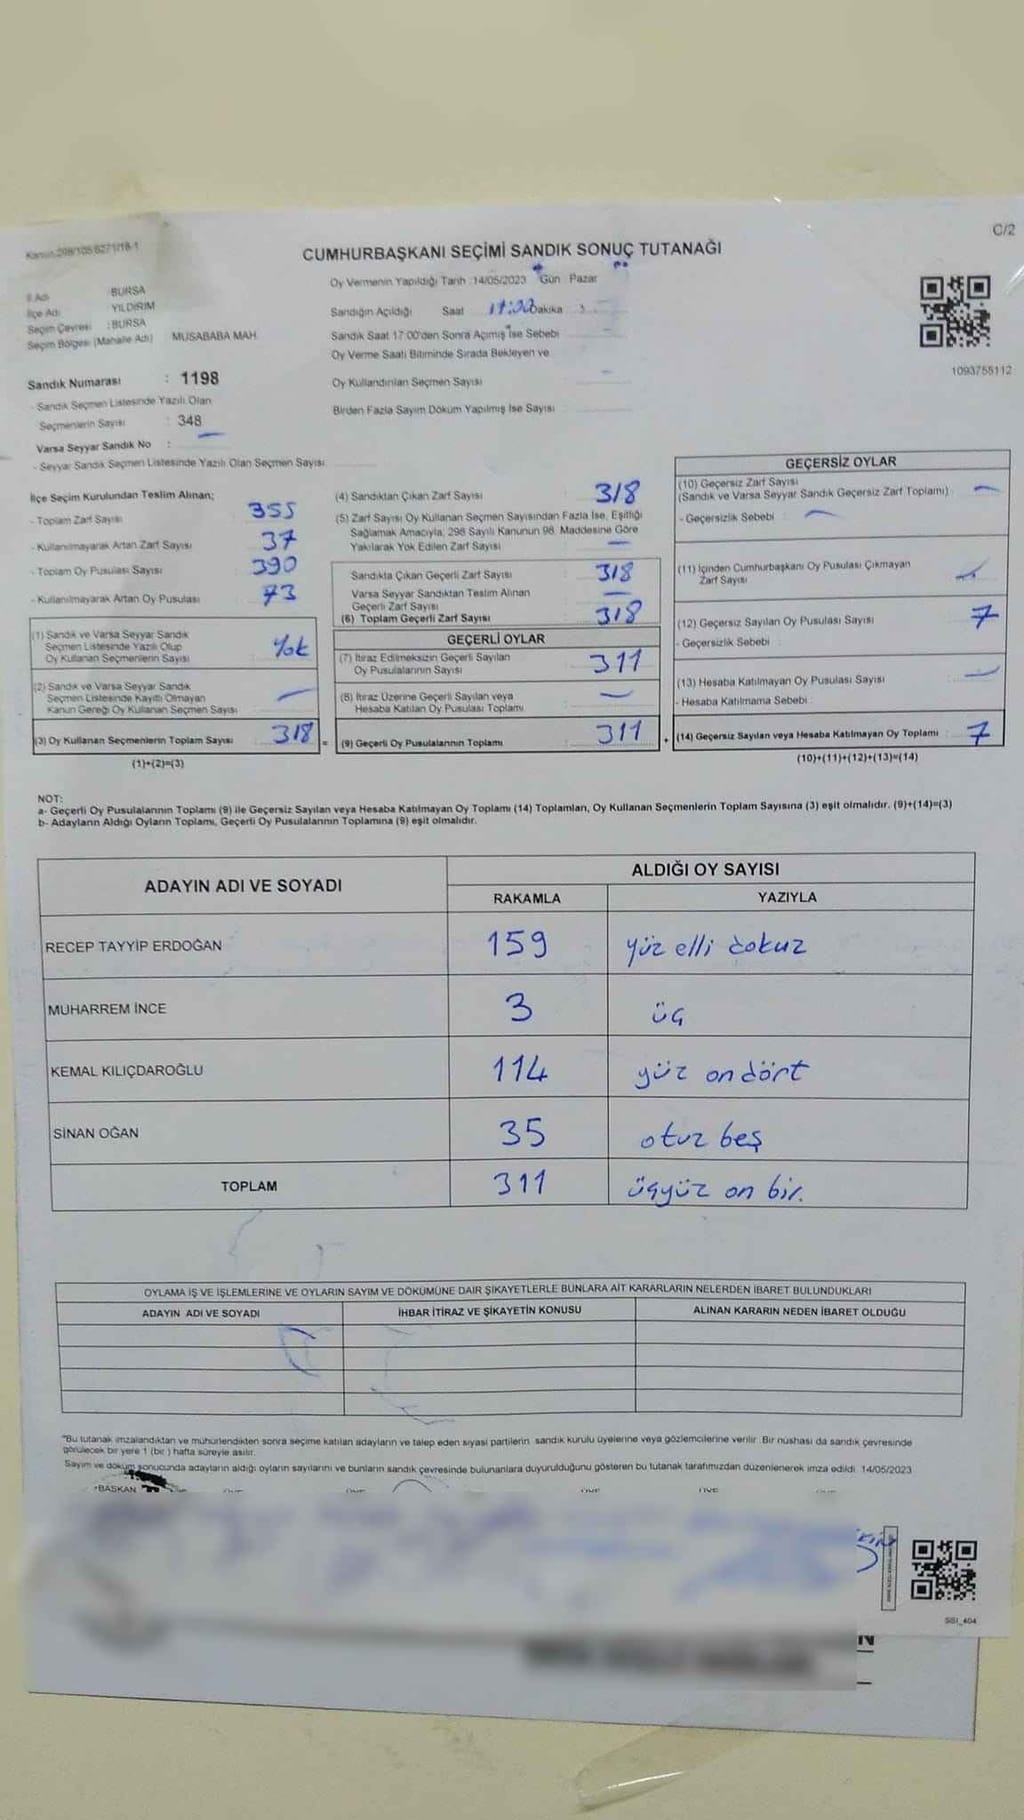 Kanun:298/105 6271/18-1
C/2
CUMHURBAŞKANI SEÇİMİ SANDIK SONUÇ TUTANAĞI
İl Adı BURSA
İlçe Adı YILDIRIM
Seçim Çevresi : BURSA
Seçim Bölgesi (Mahalle Adı) MUSABABA MAH.
Oy Vermenin Yapıldığı Tarih :14/05/2023 Gün : Pazar
Sandığın Açıldığı Saat 17:00 Dakika :
Sandık Saat 17:00'den Sonra Açımış İse Sebebi
Oy Verme Saati Bitiminde Sırada Bekleyen ve
Oy Kullandırılan Seçmen Sayısı
Birden Fazla Sayım Döküm Yapılmış İse Sayısı
1093755112
Sandık Numarası : 1198
- Sandık Seçmen Listesinde Yazılı Olan
Seçmenlerin Sayısı : 348
Varsa Seyyar Sandık No :
- Seyyar Sandık Seçmen Listesinde Yazılı Olan Seçmen Sayısı
İlçe Seçim Kurulundan Teslim Alınan;
- Toplam Zarf Sayısı 355
- Kullanılmayarak Artan Zarf Sayısı 37
- Toplam Oy Pusulası Sayısı 390
- Kullanılmayarak Artan Oy Pusulası 73
(1) Sandık ve Varsa Seyyar Sandık
Seçmen Listesinde Yazılı Olup
Oy Kullanan Seçmenlerin Sayısı
(2) Sandık ve Varsa Seyyar Sandık
Seçmen Listesinde Kayıtlı Olmayan
Kanun Gereği Oy Kullanan Seçmen Sayısı
(3) Oy Kullanan Seçmenlerin Toplam Sayısı 318 =
(1)+(2)=(3)
(4) Sandıktan Çıkan Zarf Sayısı : 318
(5) Zarf Sayısı Oy Kullanan Seçmen Sayısından Fazla İse, Eşitliği
Sağlamak Amacıyla, 298 Sayılı Kanunun 98. Maddesine Göre
Yakılarak Yok Edilen Zarf Sayısı :
Sandıkta Çıkan Geçerli Zarf Sayısı : 318
Varsa Seyyar Sandıktan Teslim Alınan
Geçerli Zarf Sayısı
(6) Toplam Geçerli Zarf Sayısı : 318
GEÇERLİ OYLAR
(7) İtiraz Edilmeksizin Geçerli Sayılan
Oy Pusulalarının Sayısı : 311
(8) İtiraz Üzerine Geçerli Sayılan veya
Hesaba Katılan Oy Pusulası Toplamı
(9) Geçerli Oy Pusulalarının Toplamı : 311 +
GEÇERSİZ OYLAR
(10) Geçersiz Zarf Sayısı
(Sandık ve Varsa Seyyar Sandık Geçersiz Zarf Toplamı) :
- Geçersizlik Sebebi :
(11) İçinden Cumhurbaşkanı Oy Pusulası Çıkmayan
Zarf Sayısı
(12) Geçersiz Sayılan Oy Pusulası Sayısı : 7
- Geçersizlik Sebebi :
(13) Hesaba Katılmayan Oy Pusulası Sayısı :
- Hesaba Katılmama Sebebi :
(14) Geçersiz Sayılan veya Hesaba Katılmayan Oy Toplamı : 7
(10)+(11)+(12)+(13)=(14)
NOT:
a- Geçerli Oy Pusulalarının Toplamı (9) ile Geçersiz Sayılan veya Hesaba Katılmayan Oy Toplamı (14) Toplamları, Oy Kullanan Seçmenlerin Toplam Sayısına (3) eşit olmalıdır. (9)+(14)=(3)
b- Adayların Aldığı Oyların Toplamı, Geçerli Oy Pusulalarının Toplamına (9) eşit olmalıdır.
ADAYIN ADI VE SOYADI ALDIĞI OY SAYISI
RAKAMLA YAZIYLA
RECEP TAYYİP ERDOĞAN 159 yüz elli dokuz
MUHARREM İNCE 3 üç
KEMAL KILIÇDAROĞLU 114 yüz on dört
SİNAN OĞAN 35 otuz beş
TOPLAM 311 üçyüz on bir.
OYLAMA İŞ VE İŞLEMLERİNE VE OYLARIN SAYIM VE DÖKÜMÜNE DAİR ŞİKAYETLERLE BUNLARA AİT KARARLARIN NELERDEN İBARET BULUNDUKLARI
ADAYIN ADI VE SOYADI İHBAR İTİRAZ VE ŞİKAYETİN KONUSU ALINAN KARARIN NEDEN İBARET OLDUĞU
"Bu tutanak imzalandıktan ve mühürlendikten sonra seçime katılan adayların ve talep eden siyasi partilerin sandık kurulu üyelerine veya gözlemcilerine verilir. Bir nüshası da sandık çevresinde
görülecek bir yere 1 (bir ) hafta süreyle asılır.
Sayım ve döküm sonucunda adayların aldığı oyların sayılarını ve bunların sandık çevresinde bulunanlara duyurulduğunu gösteren bu tutanak tarafımızdan düzenlenerek imza edildi. 14/05/2023
BAŞKAN
SSI_404